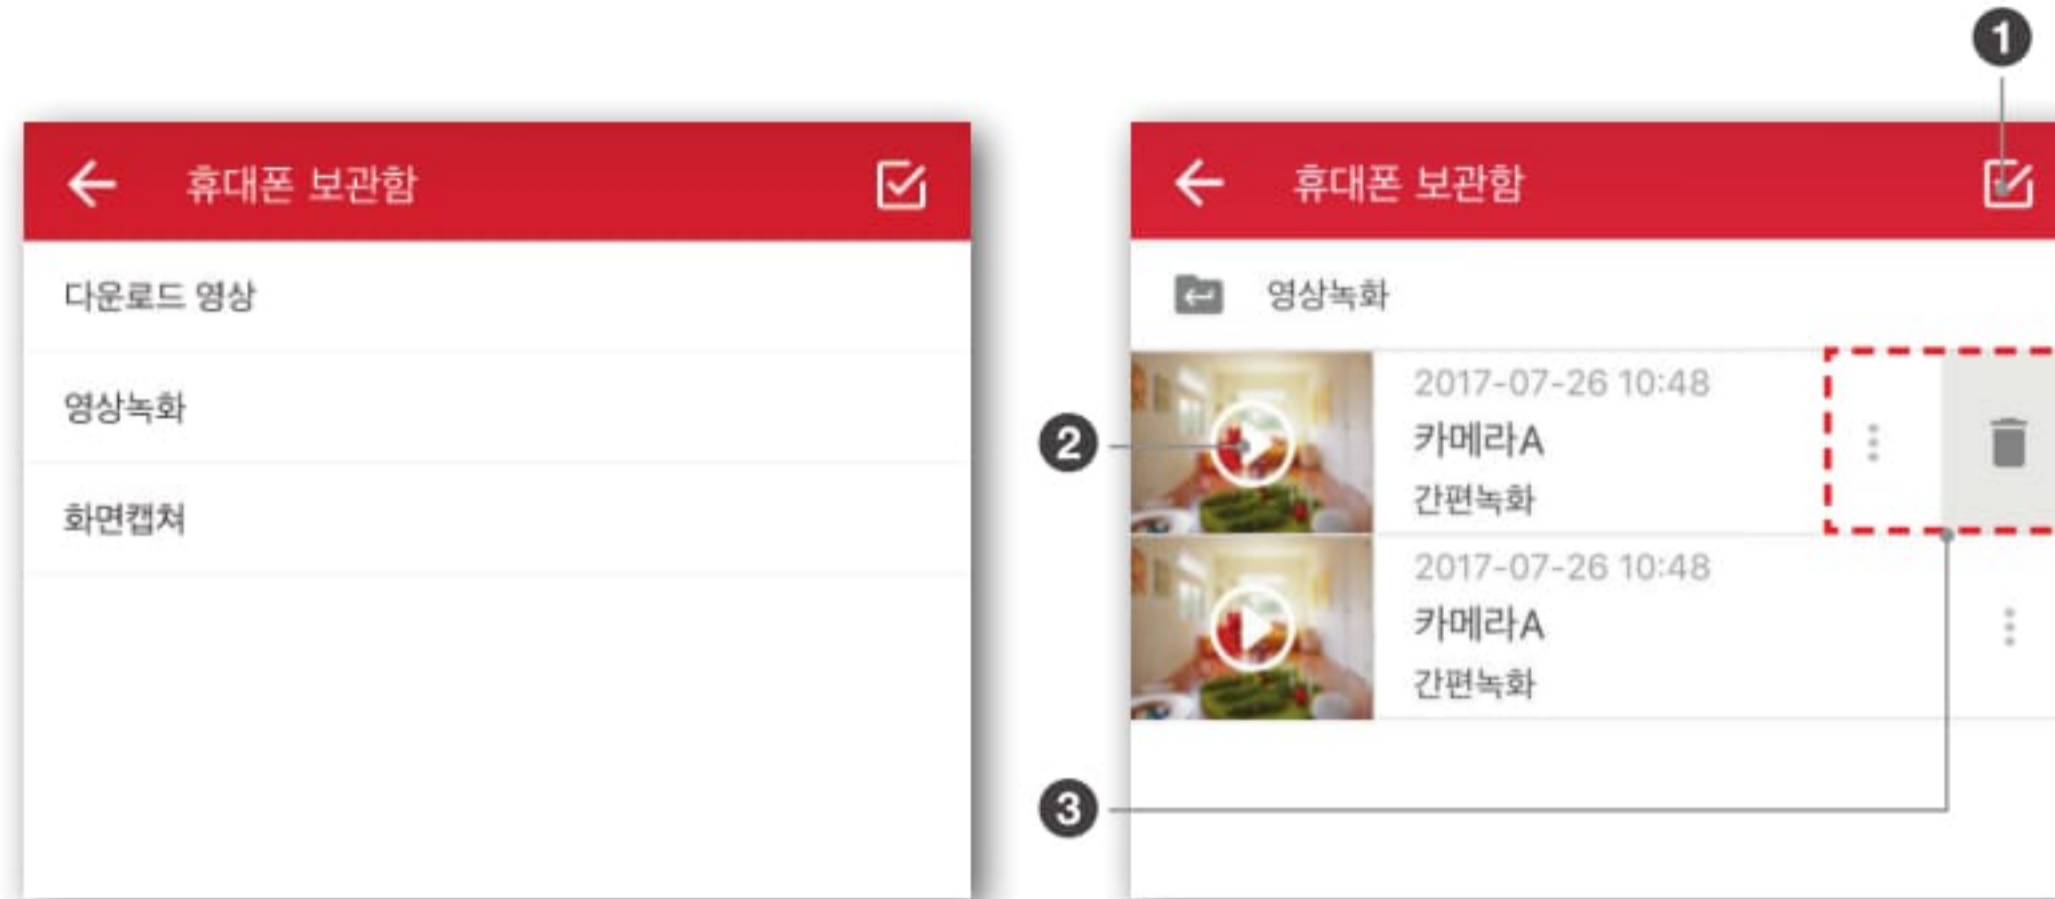 휴대폰 보관함
다운로드 영상
영상녹화
화면캡쳐
1
휴대폰 보관함
영상녹화
2
2017-07-26 10:48
카메라A
간편녹화
2017-07-26 10:48
카메라A
간편녹화
3